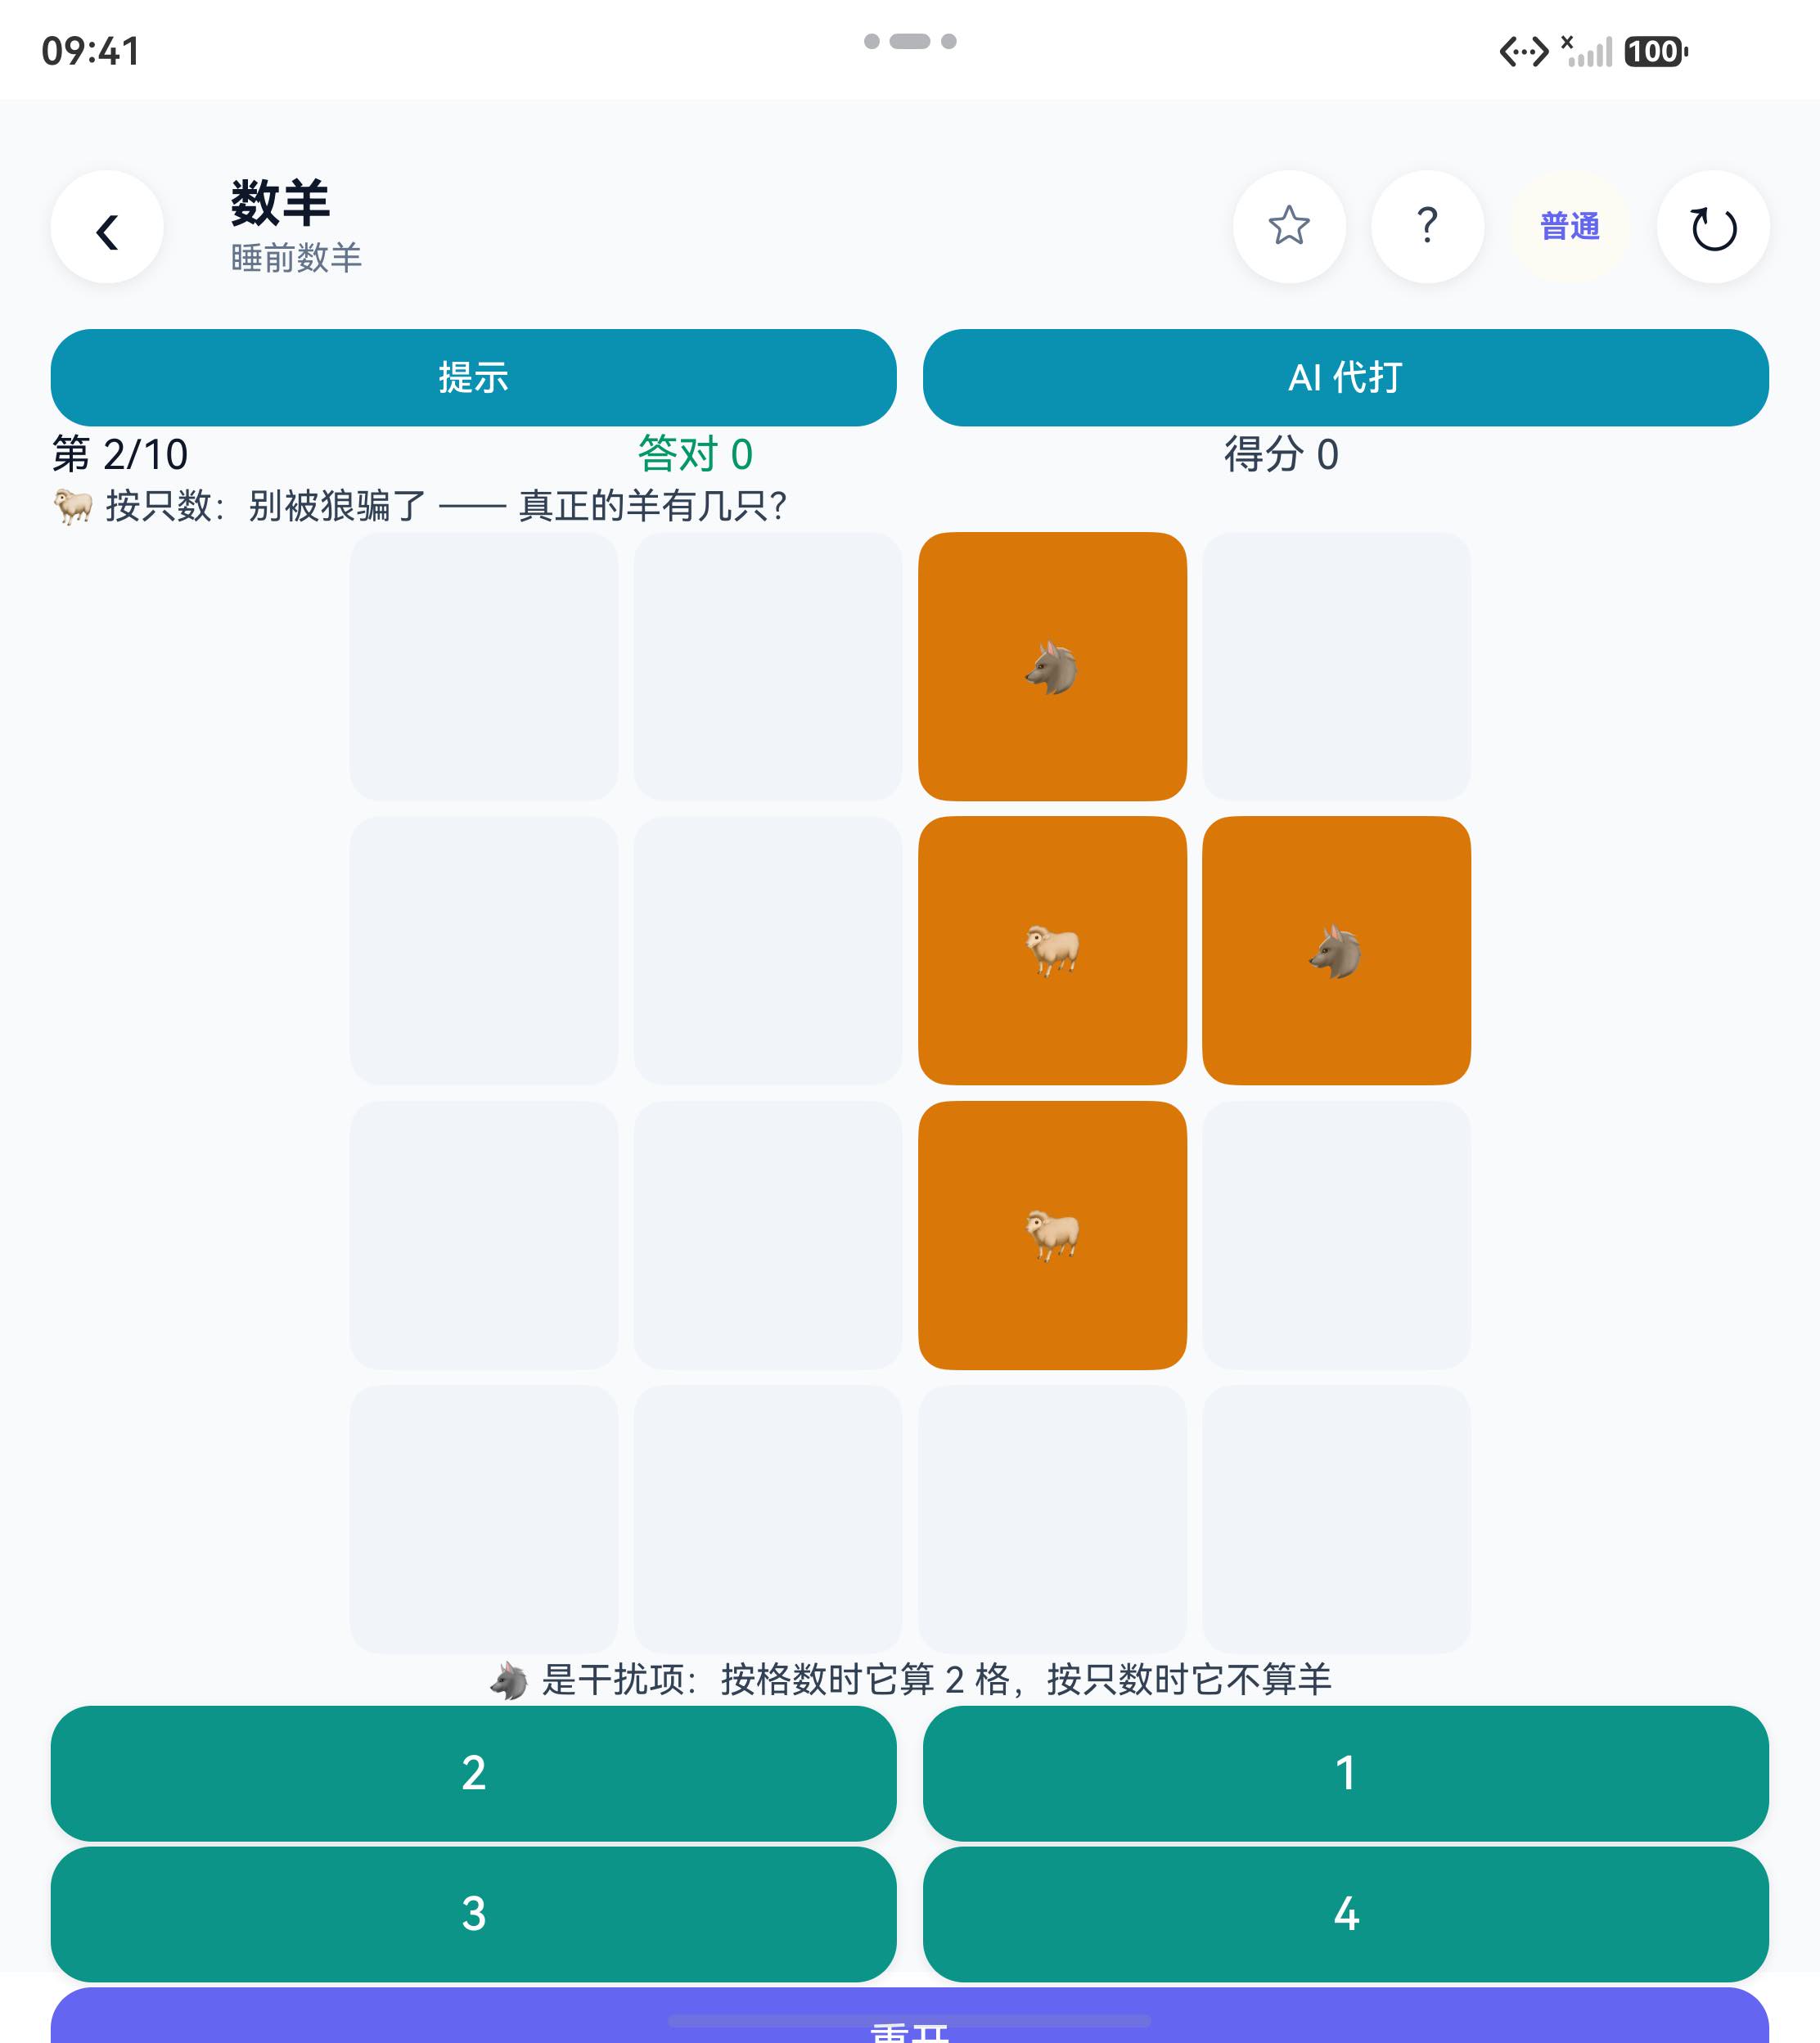 09:41
100
数羊
睡前数羊
?
普通
提示
AI 代打
第 2/10
答对 0
得分 0
按只数：别被狼骗了 —— 真正的羊有几只？
是干扰项：按格数时它算 2 格，按只数时它不算羊
2
1
3
4
重开